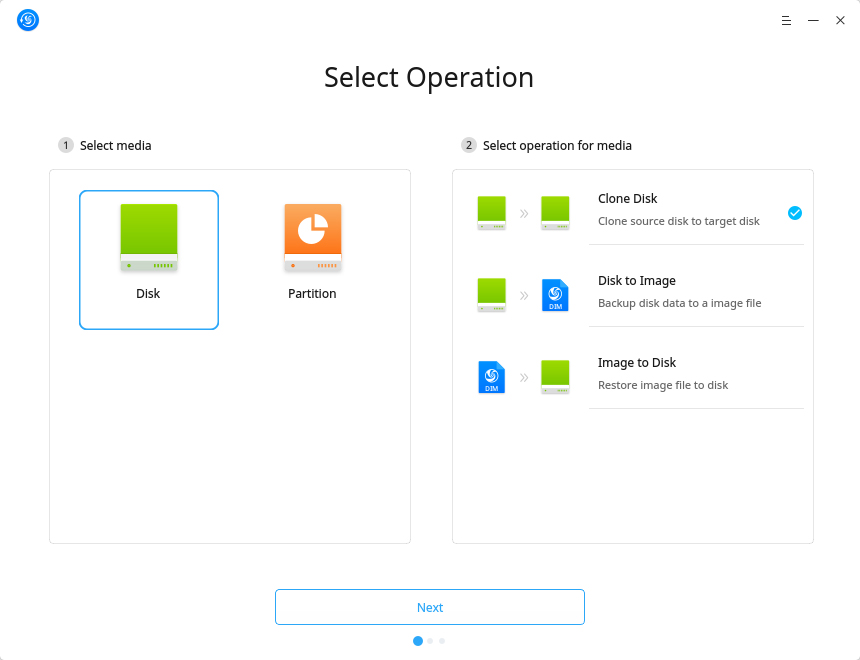 Select Operation
1 Select media
Disk
Partition
2 Select operation for media
Clone Disk
Clone source disk to target disk
Disk to Image
Backup disk data to a image file
DIM
Image to Disk
Restore image file to disk
DIM
Next